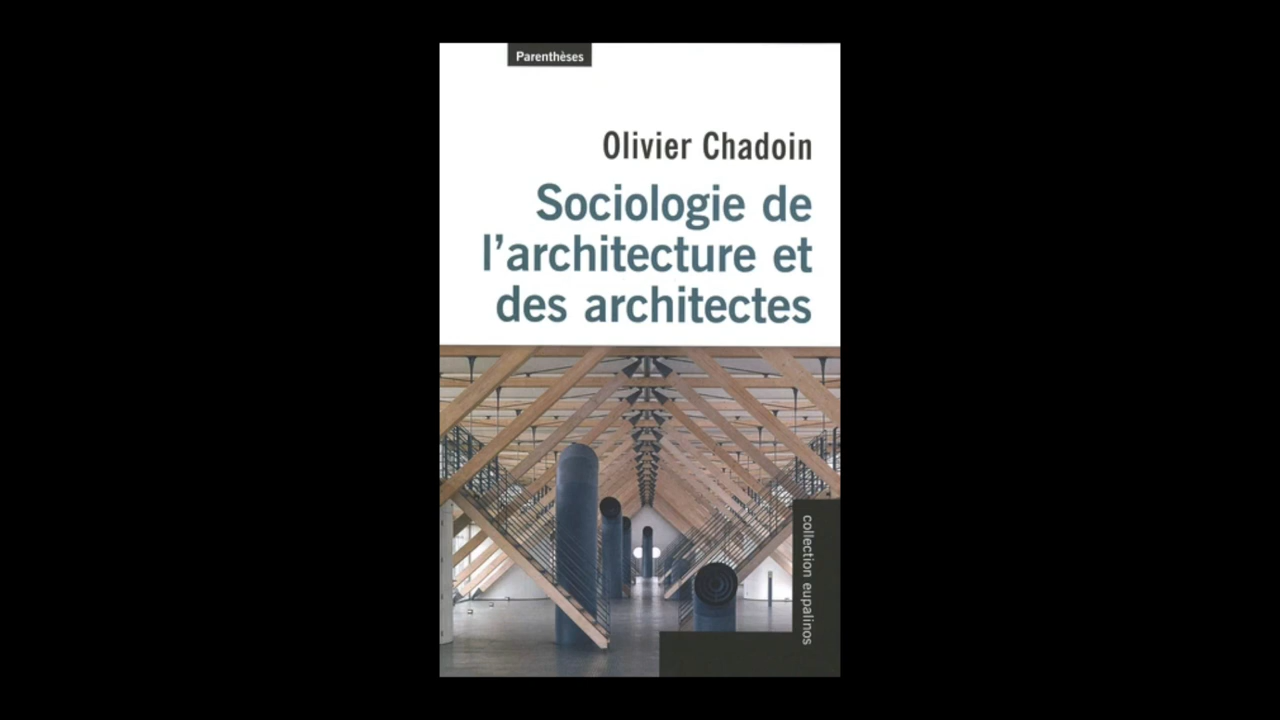 Parenthèses
Olivier Chadoin
Sociologie de
l’architecture et
des architectes
collection eupalinos